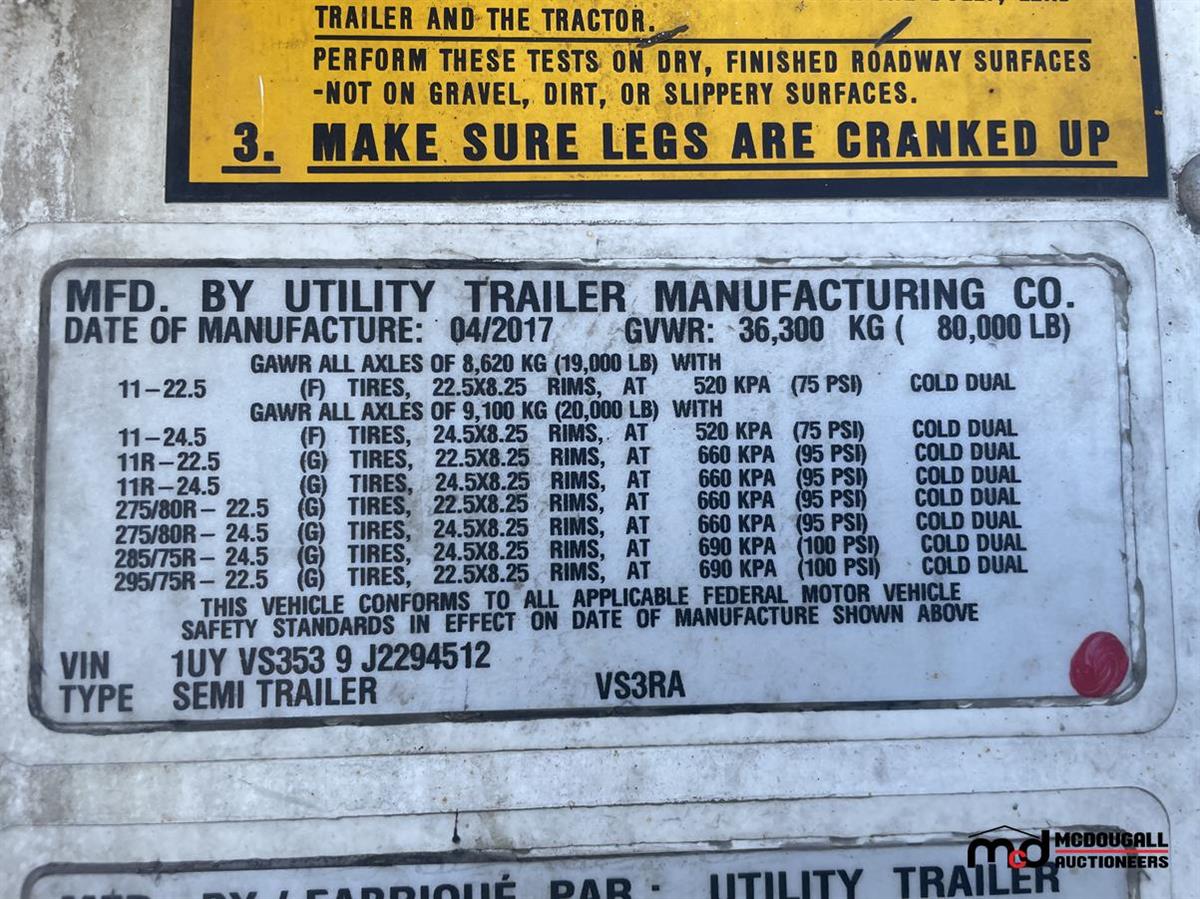 TRAILER AND THE TRACTOR.
PERFORM THESE TESTS ON DRY, FINISHED ROADWAY SURFACES
-NOT ON GRAVEL, DIRT, OR SLIPPERY SURFACES.
3. MAKE SURE LEGS ARE CRANKED UP
MFD. BY UTILITY TRAILER MANUFACTURING CO.
DATE OF MANUFACTURE: 04/2017 GVWR: 36,300 KG ( 80,000 LB)
GAWR ALL AXLES OF 8,620 KG (19,000 LB) WITH
11-22.5 (F) TIRES, 22.5X8.25 RIMS, AT 520 KPA (75 PSI) COLD DUAL
GAWR ALL AXLES OF 9,100 KG (20,000 LB) WITH
11-24.5 (F) TIRES, 24.5X8.25 RIMS, AT 520 KPA (75 PSI) COLD DUAL
11R-22.5 (G) TIRES, 22.5X8.25 RIMS, AT 660 KPA (95 PSI) COLD DUAL
11R-24.5 (G) TIRES, 24.5X8.25 RIMS, AT 660 KPA (95 PSI) COLD DUAL
275/80R- 22.5 (G) TIRES, 22.5X8.25 RIMS, AT 660 KPA (95 PSI) COLD DUAL
275/80R- 24.5 (G) TIRES, 24.5X8.25 RIMS, AT 660 KPA (95 PSI) COLD DUAL
285/75R- 24.5 (G) TIRES, 24.5X8.25 RIMS, AT 690 KPA (100 PSI) COLD DUAL
295/75R- 22.5 (G) TIRES, 22.5X8.25 RIMS, AT 690 KPA (100 PSI) COLD DUAL
THIS VEHICLE CONFORMS TO ALL APPLICABLE FEDERAL MOTOR VEHICLE
SAFETY STANDARDS IN EFFECT ON DATE OF MANUFACTURE SHOWN ABOVE
VIN 1UY VS353 9 J2294512
TYPE SEMI TRAILER VS3RA
MFD. BY / FABRIQUÉ PAR : UTILITY TRAILER
mcd MCDOUGALL
AUCTIONEERS